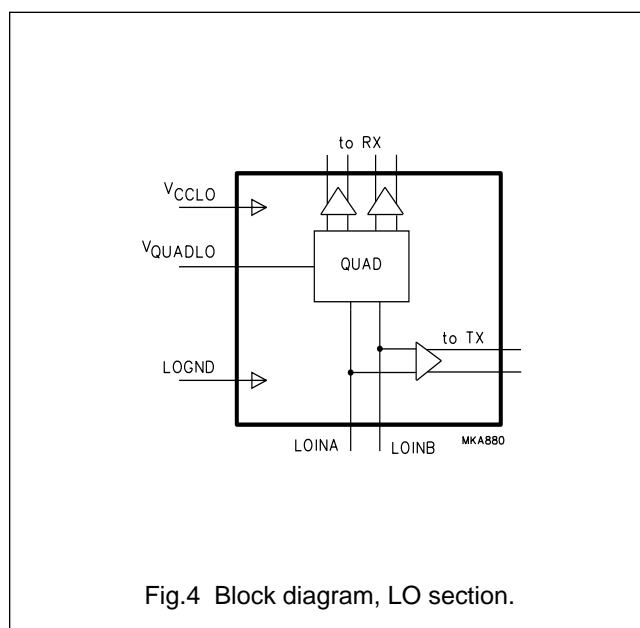 to RX
VCCLO
VQUADLO
QUAD
to TX
LOGND
LOINA
LOINB
MKA880
Fig.4 Block diagram, LO section.